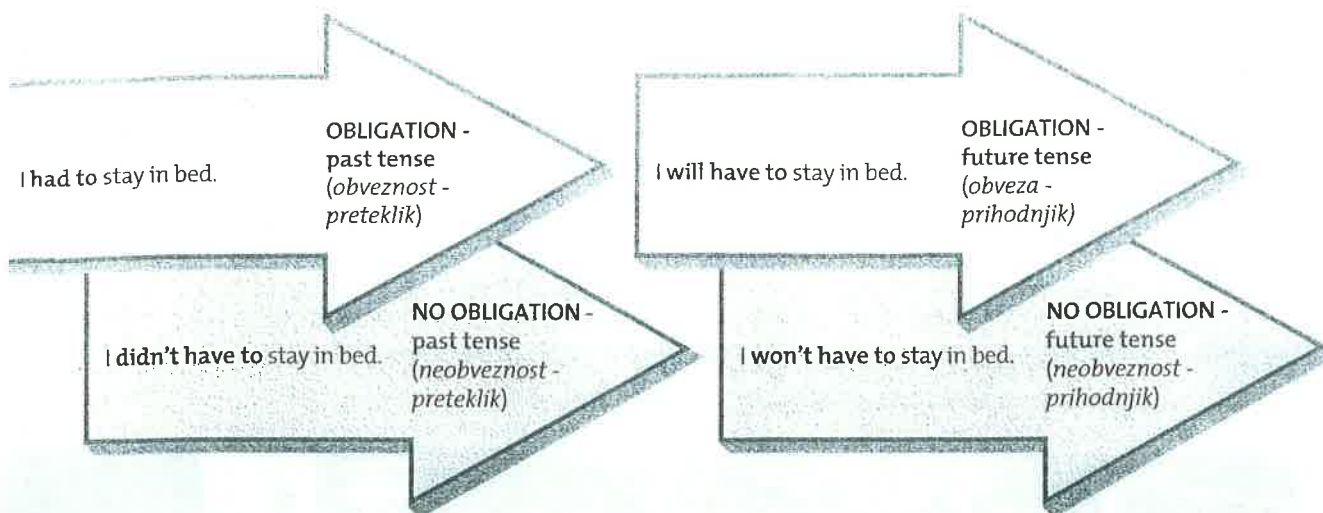 I had to stay in bed.
OBLIGATION -
past tense
(obveznost -
preteklik)
I will have to stay in bed.
OBLIGATION -
future tense
(obveza -
prihodnjik)
I didn't have to stay in bed.
NO OBLIGATION -
past tense
(neobveznost -
preteklik)
I won't have to stay in bed.
NO OBLIGATION -
future tense
(neobveznost -
prihodnjik)